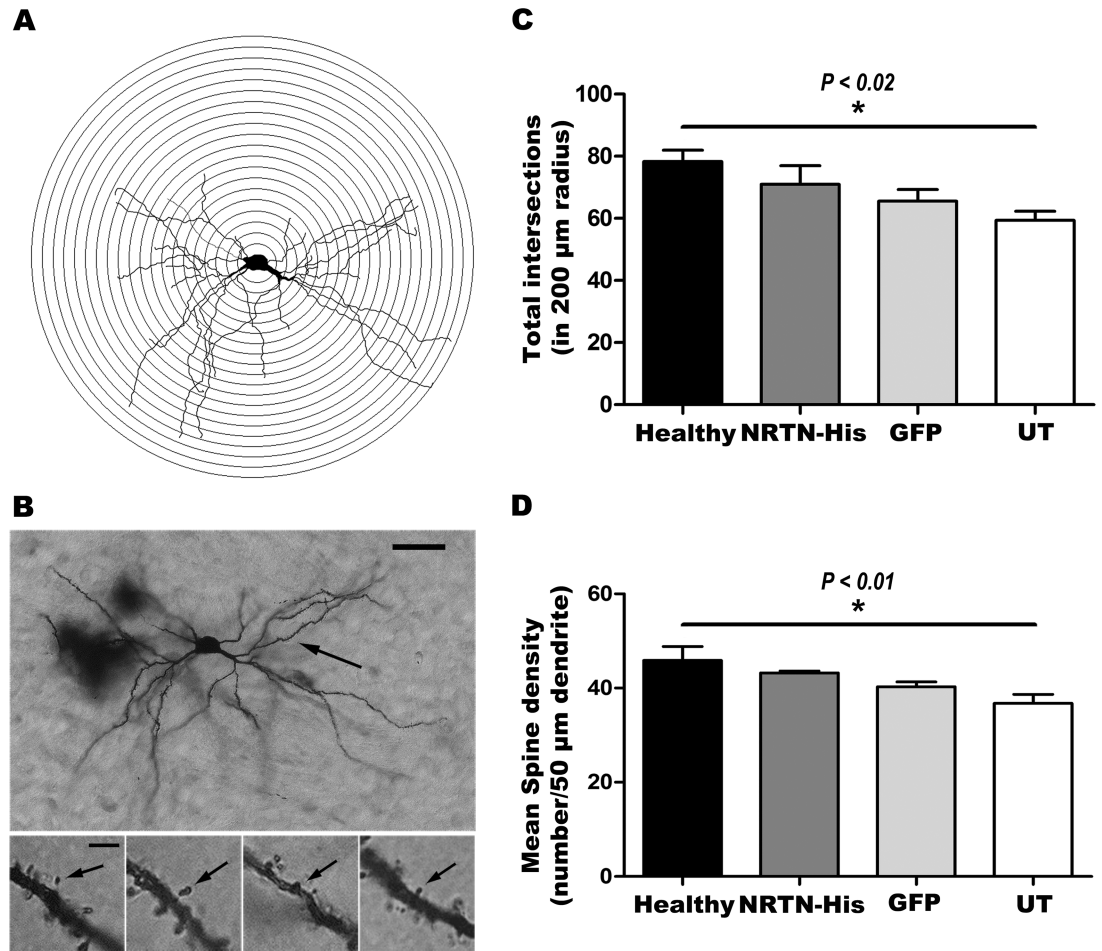 A
B
C
P < 0.02
*
Total intersections
(in 200 µm radius)
100
80
60
40
20
0
Healthy NRTN-His GFP UT
D
P < 0.01
*
Mean Spine density
(number/50 µm dendrite)
60
40
20
0
Healthy NRTN-His GFP UT